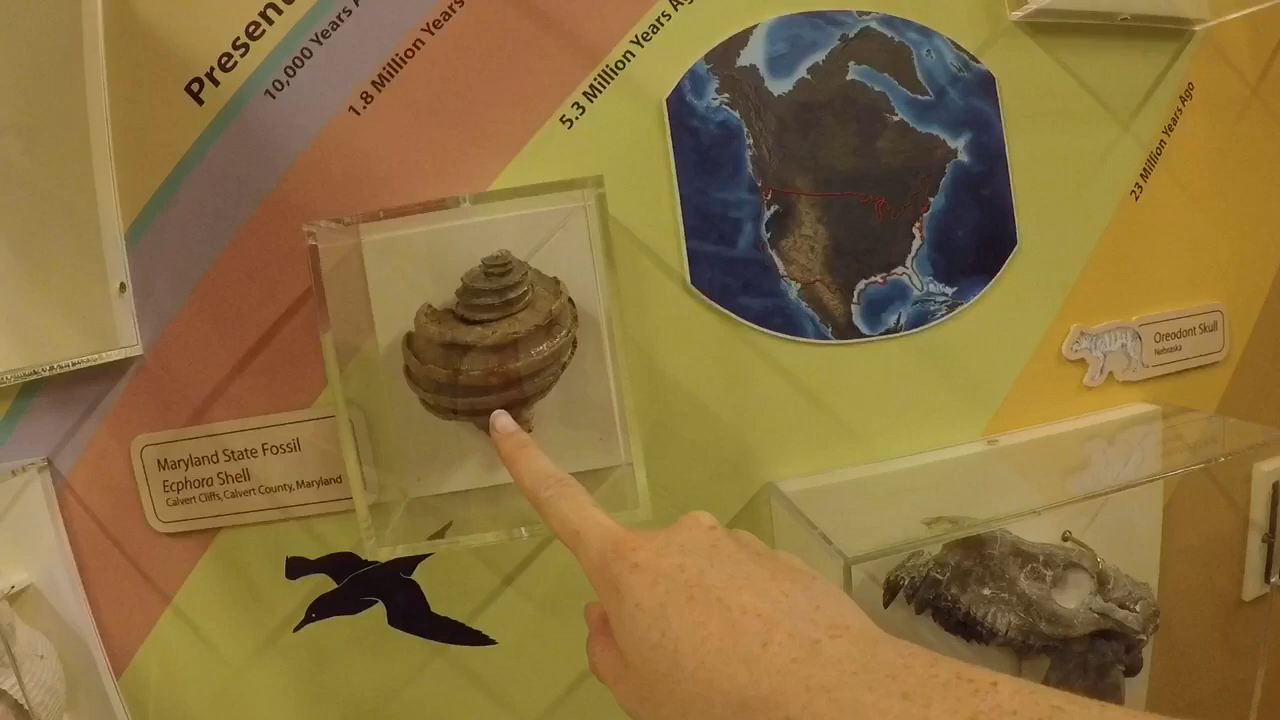 Present
10,000 Years
1.8 Million Years
5.3 Million Years Ago
23 Million Years Ago
Maryland State Fossil
Ecphora Shell
Calvert Cliffs, Calvert County, Maryland
Oreodont Skull
Nebraska